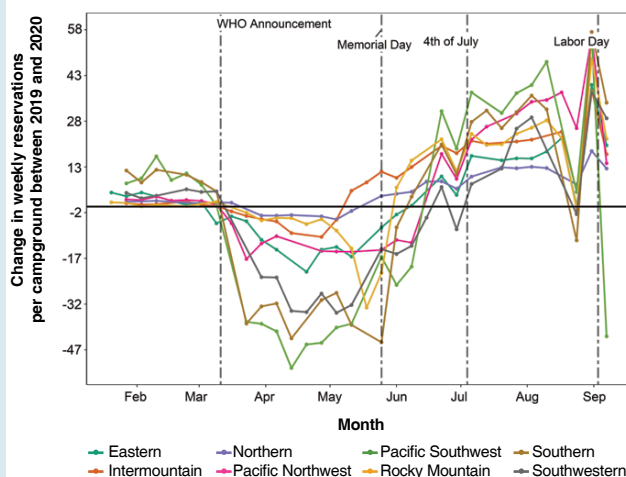 WHO Announcement
Memorial Day
4th of July
Labor Day
Change in weekly reservations
per campground between 2019 and 2020
58
43
28
13
-2
-17
-32
-47
Feb Mar Apr May Jun Jul Aug Sep
Month
Eastern Northern Pacific Southwest Southern
Intermountain Pacific Northwest Rocky Mountain Southwestern